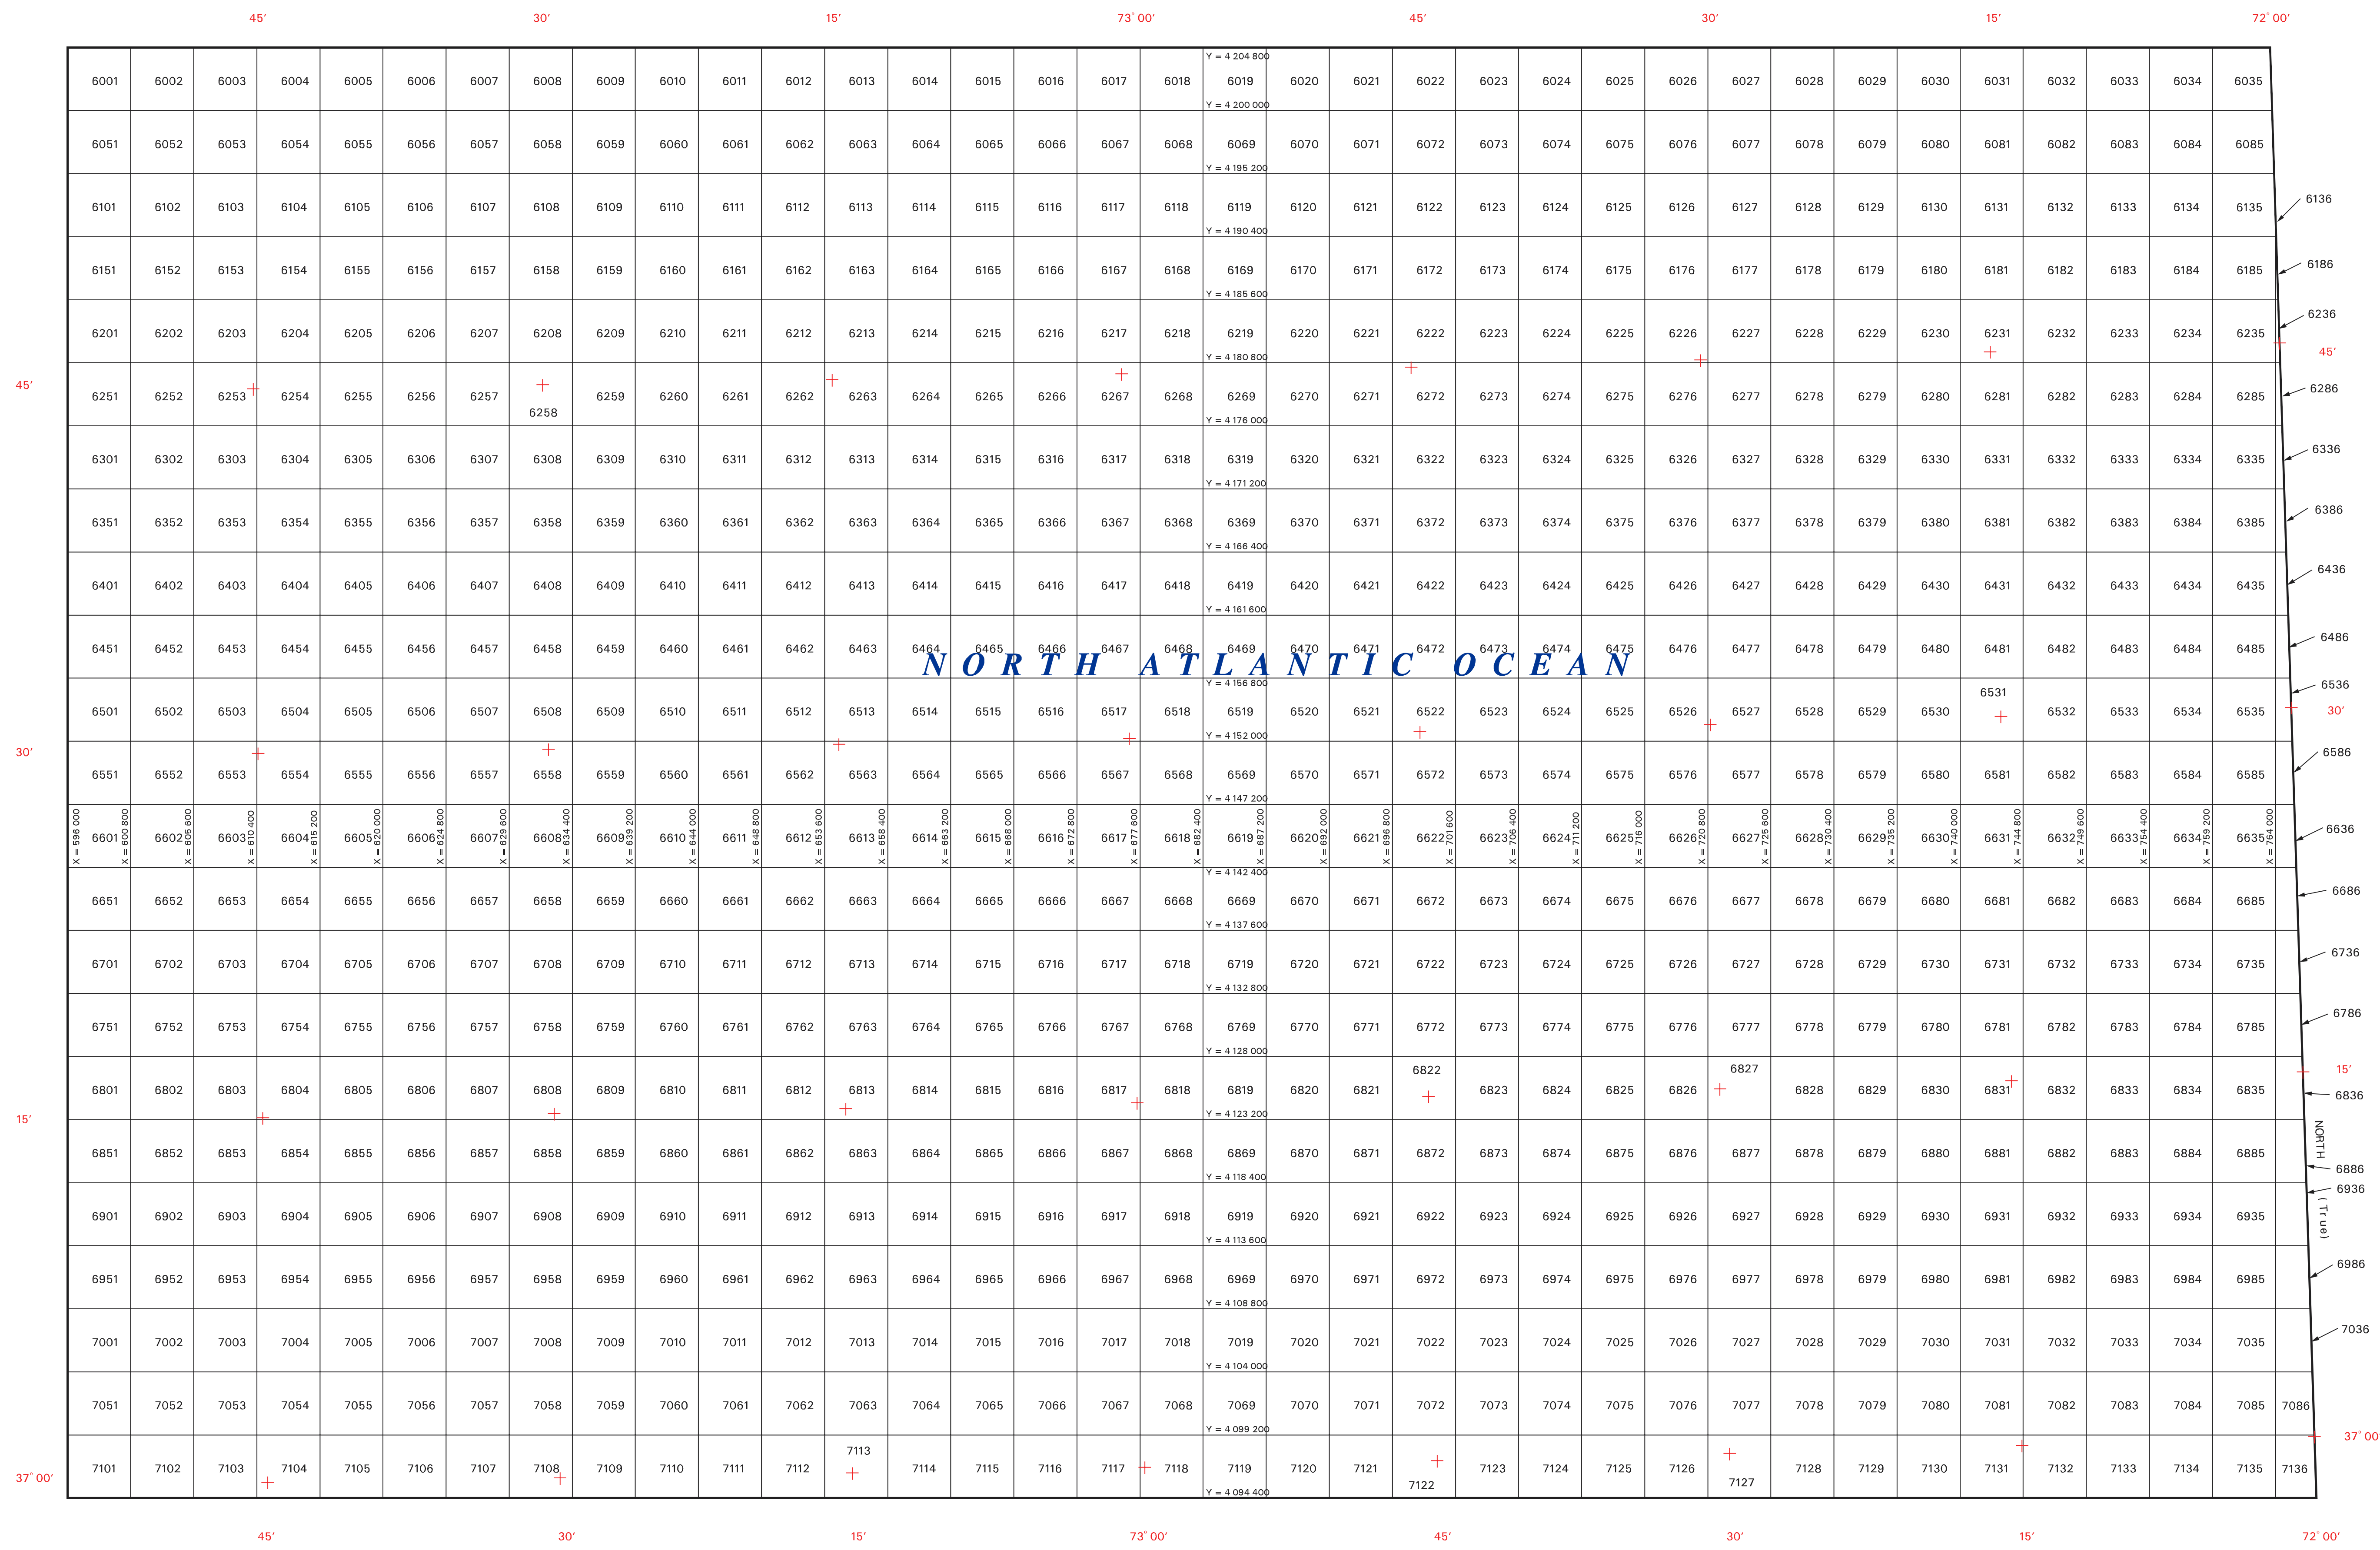 45' 30' 15' 73° 00' 45' 30' 15' 72° 00'
Y = 4 204 800
6001 6002 6003 6004 6005 6006 6007 6008 6009 6010 6011 6012 6013 6014 6015 6016 6017 6018 6019 6020 6021 6022 6023 6024 6025 6026 6027 6028 6029 6030 6031 6032 6033 6034 6035
Y = 4 200 000
6051 6052 6053 6054 6055 6056 6057 6058 6059 6060 6061 6062 6063 6064 6065 6066 6067 6068 6069 6070 6071 6072 6073 6074 6075 6076 6077 6078 6079 6080 6081 6082 6083 6084 6085
Y = 4 195 200
6101 6102 6103 6104 6105 6106 6107 6108 6109 6110 6111 6112 6113 6114 6115 6116 6117 6118 6119 6120 6121 6122 6123 6124 6125 6126 6127 6128 6129 6130 6131 6132 6133 6134 6135 6136
Y = 4 190 400
6151 6152 6153 6154 6155 6156 6157 6158 6159 6160 6161 6162 6163 6164 6165 6166 6167 6168 6169 6170 6171 6172 6173 6174 6175 6176 6177 6178 6179 6180 6181 6182 6183 6184 6185 6186
Y = 4 185 600
6201 6202 6203 6204 6205 6206 6207 6208 6209 6210 6211 6212 6213 6214 6215 6216 6217 6218 6219 6220 6221 6222 6223 6224 6225 6226 6227 6228 6229 6230 6231 6232 6233 6234 6235 6236
Y = 4 180 800
45'
45'
6251 6252 6253 6254 6255 6256 6257 6258 6259 6260 6261 6262 6263 6264 6265 6266 6267 6268 6269 6270 6271 6272 6273 6274 6275 6276 6277 6278 6279 6280 6281 6282 6283 6284 6285 6286
Y = 4 176 000
6301 6302 6303 6304 6305 6306 6307 6308 6309 6310 6311 6312 6313 6314 6315 6316 6317 6318 6319 6320 6321 6322 6323 6324 6325 6326 6327 6328 6329 6330 6331 6332 6333 6334 6335 6336
Y = 4 171 200
6351 6352 6353 6354 6355 6356 6357 6358 6359 6360 6361 6362 6363 6364 6365 6366 6367 6368 6369 6370 6371 6372 6373 6374 6375 6376 6377 6378 6379 6380 6381 6382 6383 6384 6385 6386
Y = 4 166 400
6401 6402 6403 6404 6405 6406 6407 6408 6409 6410 6411 6412 6413 6414 6415 6416 6417 6418 6419 6420 6421 6422 6423 6424 6425 6426 6427 6428 6429 6430 6431 6432 6433 6434 6435 6436
Y = 4 161 600
6451 6452 6453 6454 6455 6456 6457 6458 6459 6460 6461 6462 6463 6464 6465 6466 6467 6468 6469 6470 6471 6472 6473 6474 6475 6476 6477 6478 6479 6480 6481 6482 6483 6484 6485 6486
NORTH ATLANTIC OCEAN
Y = 4 156 800
6501 6502 6503 6504 6505 6506 6507 6508 6509 6510 6511 6512 6513 6514 6515 6516 6517 6518 6519 6520 6521 6522 6523 6524 6525 6526 6527 6528 6529 6530 6531 6532 6533 6534 6535 6536
30'
Y = 4 152 000
30'
6551 6552 6553 6554 6555 6556 6557 6558 6559 6560 6561 6562 6563 6564 6565 6566 6567 6568 6569 6570 6571 6572 6573 6574 6575 6576 6577 6578 6579 6580 6581 6582 6583 6584 6585 6586
Y = 4 147 200
X = 596 000 X = 600 800 X = 605 600 X = 610 400 X = 615 200 X = 620 000 X = 624 800 X = 629 600 X = 634 400 X = 639 200 X = 644 000 X = 648 800 X = 653 600 X = 658 400 X = 663 200 X = 668 000 X = 672 800 X = 677 600 X = 682 400 X = 687 200 X = 692 000 X = 696 800 X = 701 600 X = 706 400 X = 711 200 X = 716 000 X = 720 800 X = 725 600 X = 730 400 X = 735 200 X = 740 000 X = 744 800 X = 749 600 X = 754 400 X = 759 200 X = 764 000
6601 6602 6603 6604 6605 6606 6607 6608 6609 6610 6611 6612 6613 6614 6615 6616 6617 6618 6619 6620 6621 6622 6623 6624 6625 6626 6627 6628 6629 6630 6631 6632 6633 6634 6635 6636
Y = 4 142 400
6651 6652 6653 6654 6655 6656 6657 6658 6659 6660 6661 6662 6663 6664 6665 6666 6667 6668 6669 6670 6671 6672 6673 6674 6675 6676 6677 6678 6679 6680 6681 6682 6683 6684 6685 6686
Y = 4 137 600
6701 6702 6703 6704 6705 6706 6707 6708 6709 6710 6711 6712 6713 6714 6715 6716 6717 6718 6719 6720 6721 6722 6723 6724 6725 6726 6727 6728 6729 6730 6731 6732 6733 6734 6735 6736
Y = 4 132 800
6751 6752 6753 6754 6755 6756 6757 6758 6759 6760 6761 6762 6763 6764 6765 6766 6767 6768 6769 6770 6771 6772 6773 6774 6775 6776 6777 6778 6779 6780 6781 6782 6783 6784 6785 6786
Y = 4 128 000
15'
6801 6802 6803 6804 6805 6806 6807 6808 6809 6810 6811 6812 6813 6814 6815 6816 6817 6818 6819 6820 6821 6822 6823 6824 6825 6826 6827 6828 6829 6830 6831 6832 6833 6834 6835 6836
Y = 4 123 200
15'
NORTH
6851 6852 6853 6854 6855 6856 6857 6858 6859 6860 6861 6862 6863 6864 6865 6866 6867 6868 6869 6870 6871 6872 6873 6874 6875 6876 6877 6878 6879 6880 6881 6882 6883 6884 6885 6886
Y = 4 118 400
(True)
6901 6902 6903 6904 6905 6906 6907 6908 6909 6910 6911 6912 6913 6914 6915 6916 6917 6918 6919 6920 6921 6922 6923 6924 6925 6926 6927 6928 6929 6930 6931 6932 6933 6934 6935 6936
Y = 4 113 600
6951 6952 6953 6954 6955 6956 6957 6958 6959 6960 6961 6962 6963 6964 6965 6966 6967 6968 6969 6970 6971 6972 6973 6974 6975 6976 6977 6978 6979 6980 6981 6982 6983 6984 6985 6986
Y = 4 108 800
7001 7002 7003 7004 7005 7006 7007 7008 7009 7010 7011 7012 7013 7014 7015 7016 7017 7018 7019 7020 7021 7022 7023 7024 7025 7026 7027 7028 7029 7030 7031 7032 7033 7034 7035 7036
Y = 4 104 000
7051 7052 7053 7054 7055 7056 7057 7058 7059 7060 7061 7062 7063 7064 7065 7066 7067 7068 7069 7070 7071 7072 7073 7074 7075 7076 7077 7078 7079 7080 7081 7082 7083 7084 7085 7086
Y = 4 099 200
37° 00
7101 7102 7103 7104 7105 7106 7107 7108 7109 7110 7111 7112 7113 7114 7115 7116 7117 7118 7119 7120 7121 7122 7123 7124 7125 7126 7127 7128 7129 7130 7131 7132 7133 7134 7135 7136
37° 00'
Y = 4 094 400
45' 30' 15' 73° 00' 45' 30' 15' 72° 00'